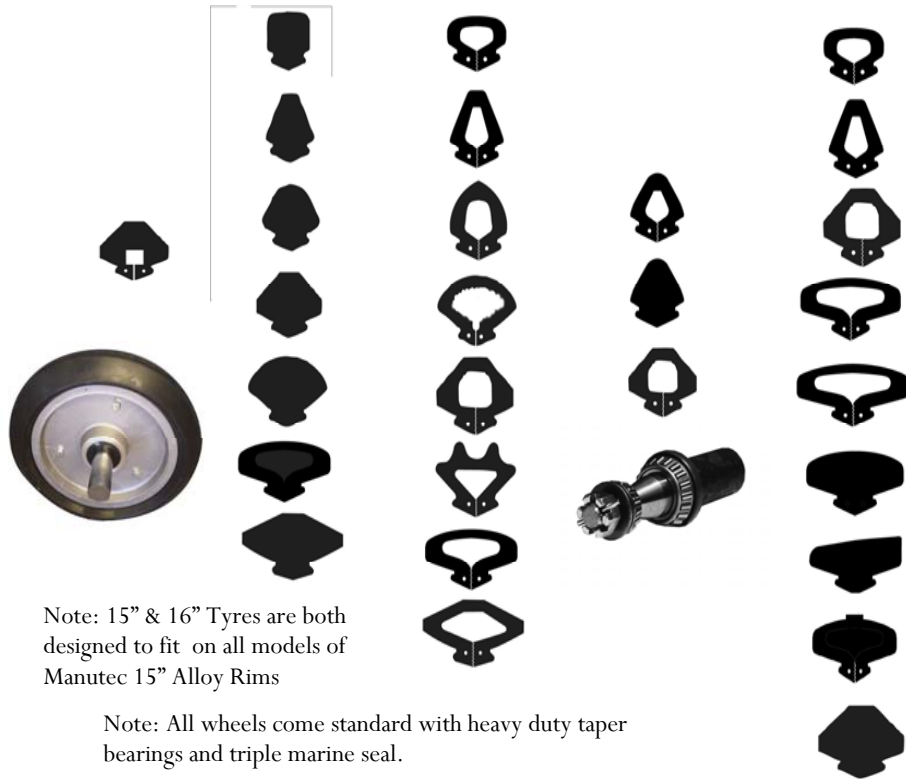 Note: 15” & 16” Tyres are both
designed to fit on all models of
Manutec 15” Alloy Rims
Note: All wheels come standard with heavy duty taper
bearings and triple marine seal.